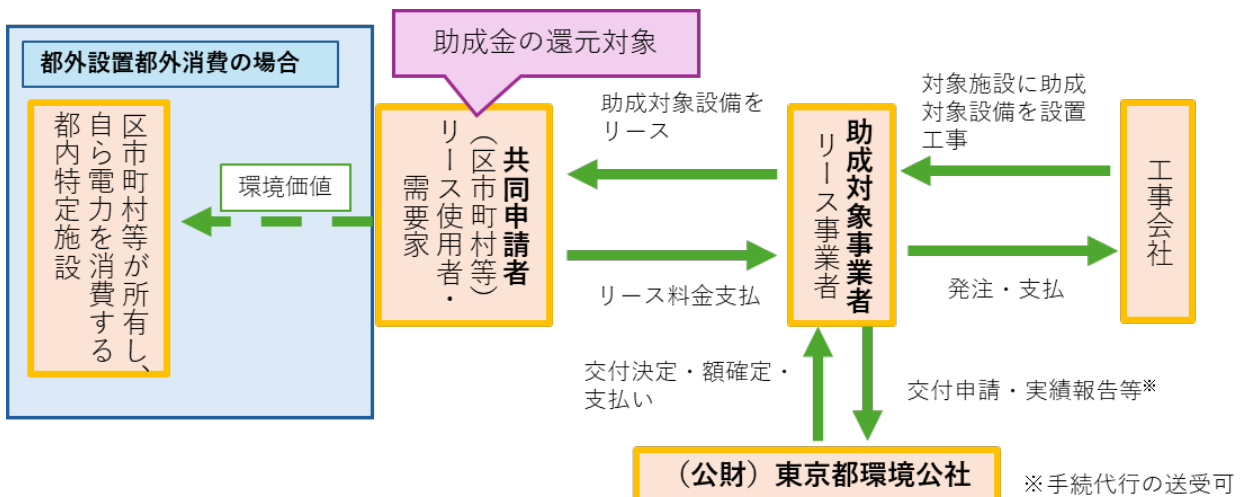 都外設置都外消費の場合
区市町村等が所有し、
自ら電力を消費する
都内特定施設
環境価値
助成金の還元対象
共同申請者
（区市町村等）
リース使用者・
需要家
助成対象設備を
リース
リース料金支払
助成対象事業者
リース事業者
対象施設に助成
対象設備を設置
工事
発注・支払
工事会社
交付決定・額確定・
支払い
交付申請・実績報告等※
（公財）東京都環境公社
※手続代行の送受可